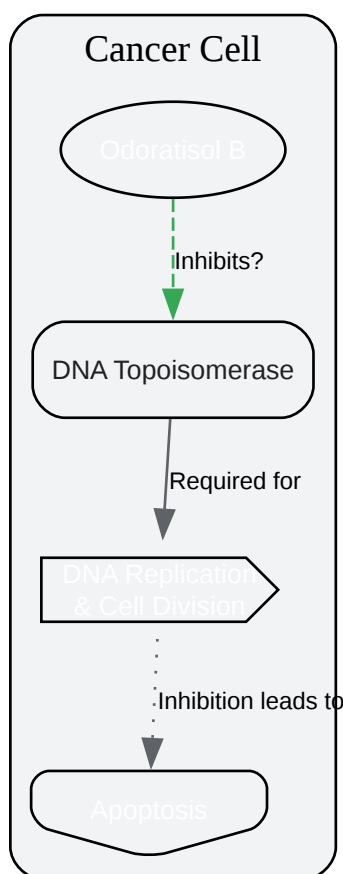 Cancer Cell
Odoratisol B
Inhibits?
DNA Topoisomerase
Required for
DNA Replication
& Cell Division
Inhibition leads to
Apoptosis